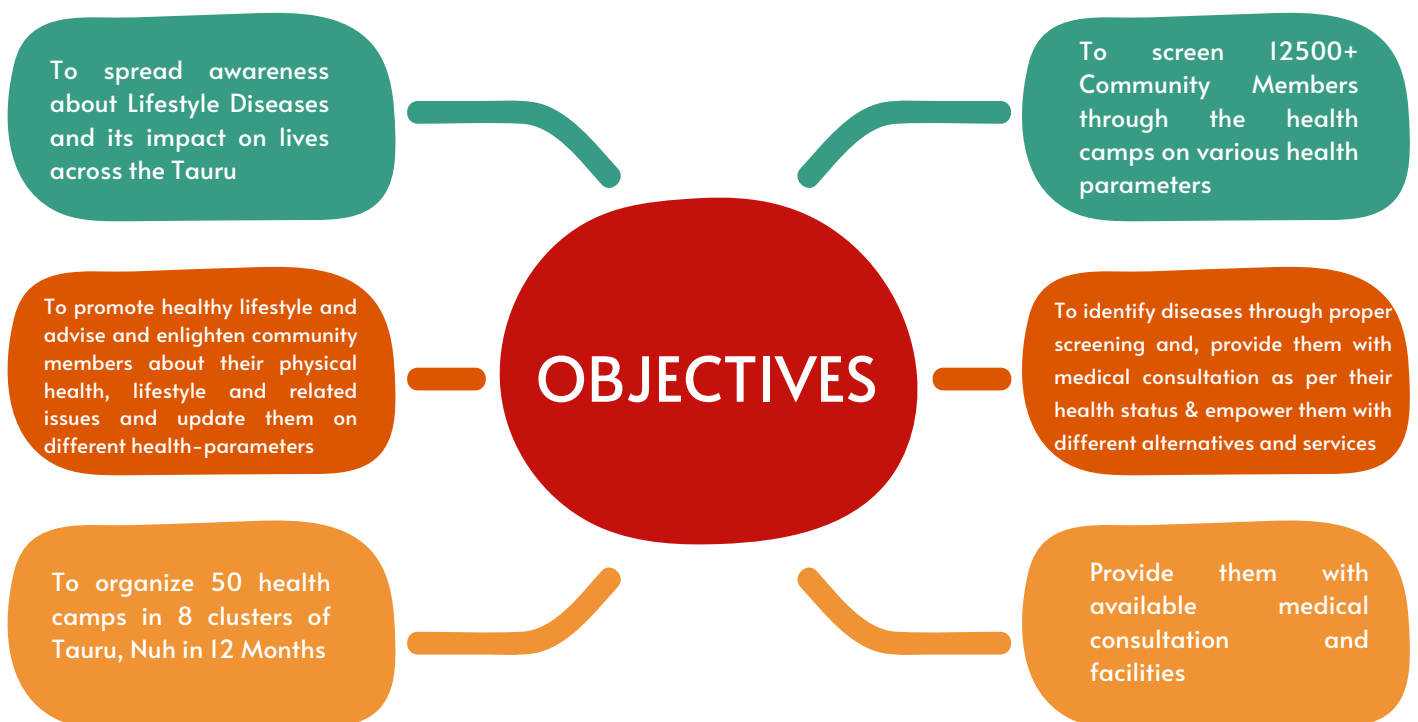 To spread awareness
about Lifestyle Diseases
and its impact on lives
across the Tauru
To screen 12500+
Community Members
through the health
camps on various health
parameters
To promote healthy lifestyle and
advise and enlighten community
members about their physical
health, lifestyle and related
issues and update them on
different health-parameters
OBJECTIVES
To identify diseases through proper
screening and, provide them with
medical consultation as per their
health status & empower them with
different alternatives and services
To organize 50 health
camps in 8 clusters of
Tauru, Nuh in 12 Months
Provide them with
available medical
consultation and
facilities